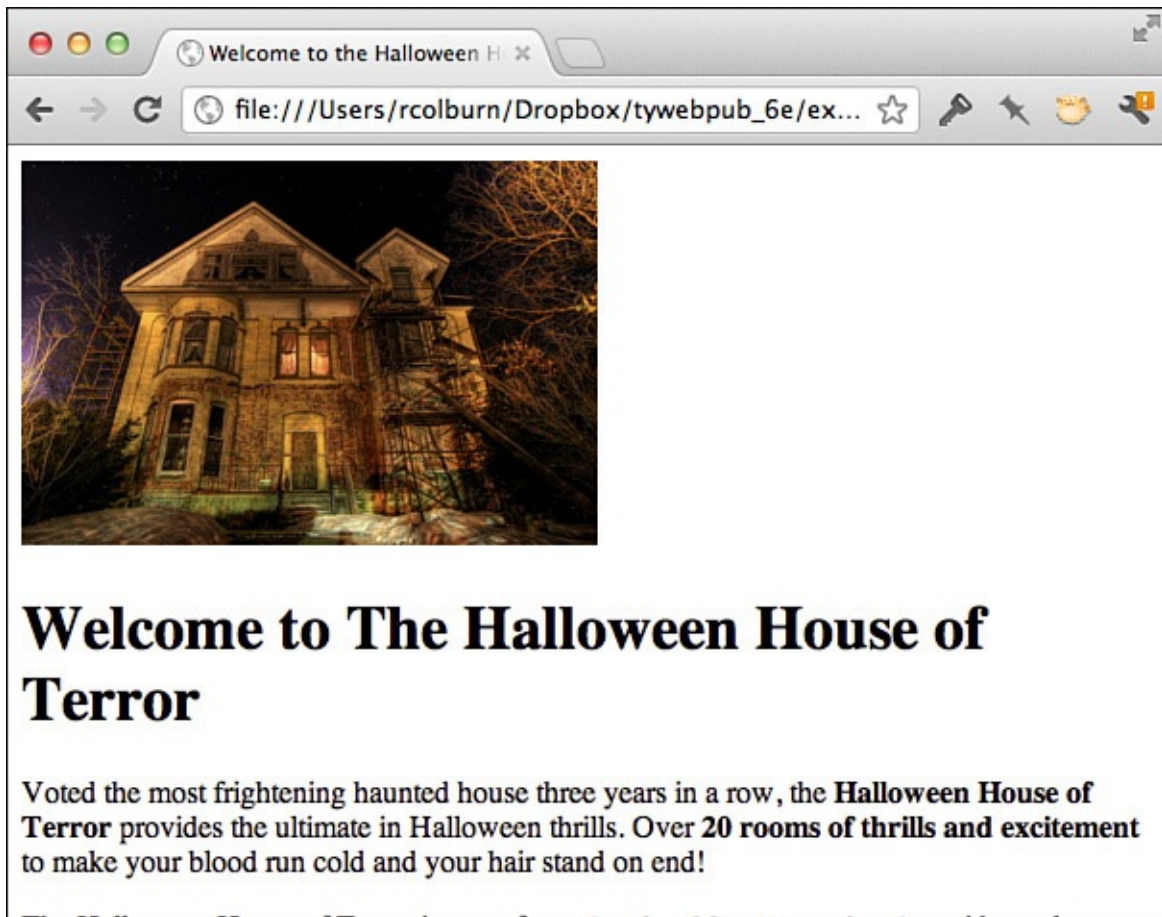 Welcome to the Halloween H
file:///Users/rcolburn/Dropbox/tywebpub_6e/ex...
Welcome to The Halloween House of
Terror
Voted the most frightening haunted house three years in a row, the Halloween House of
Terror provides the ultimate in Halloween thrills. Over 20 rooms of thrills and excitement
to make your blood run cold and your hair stand on end!